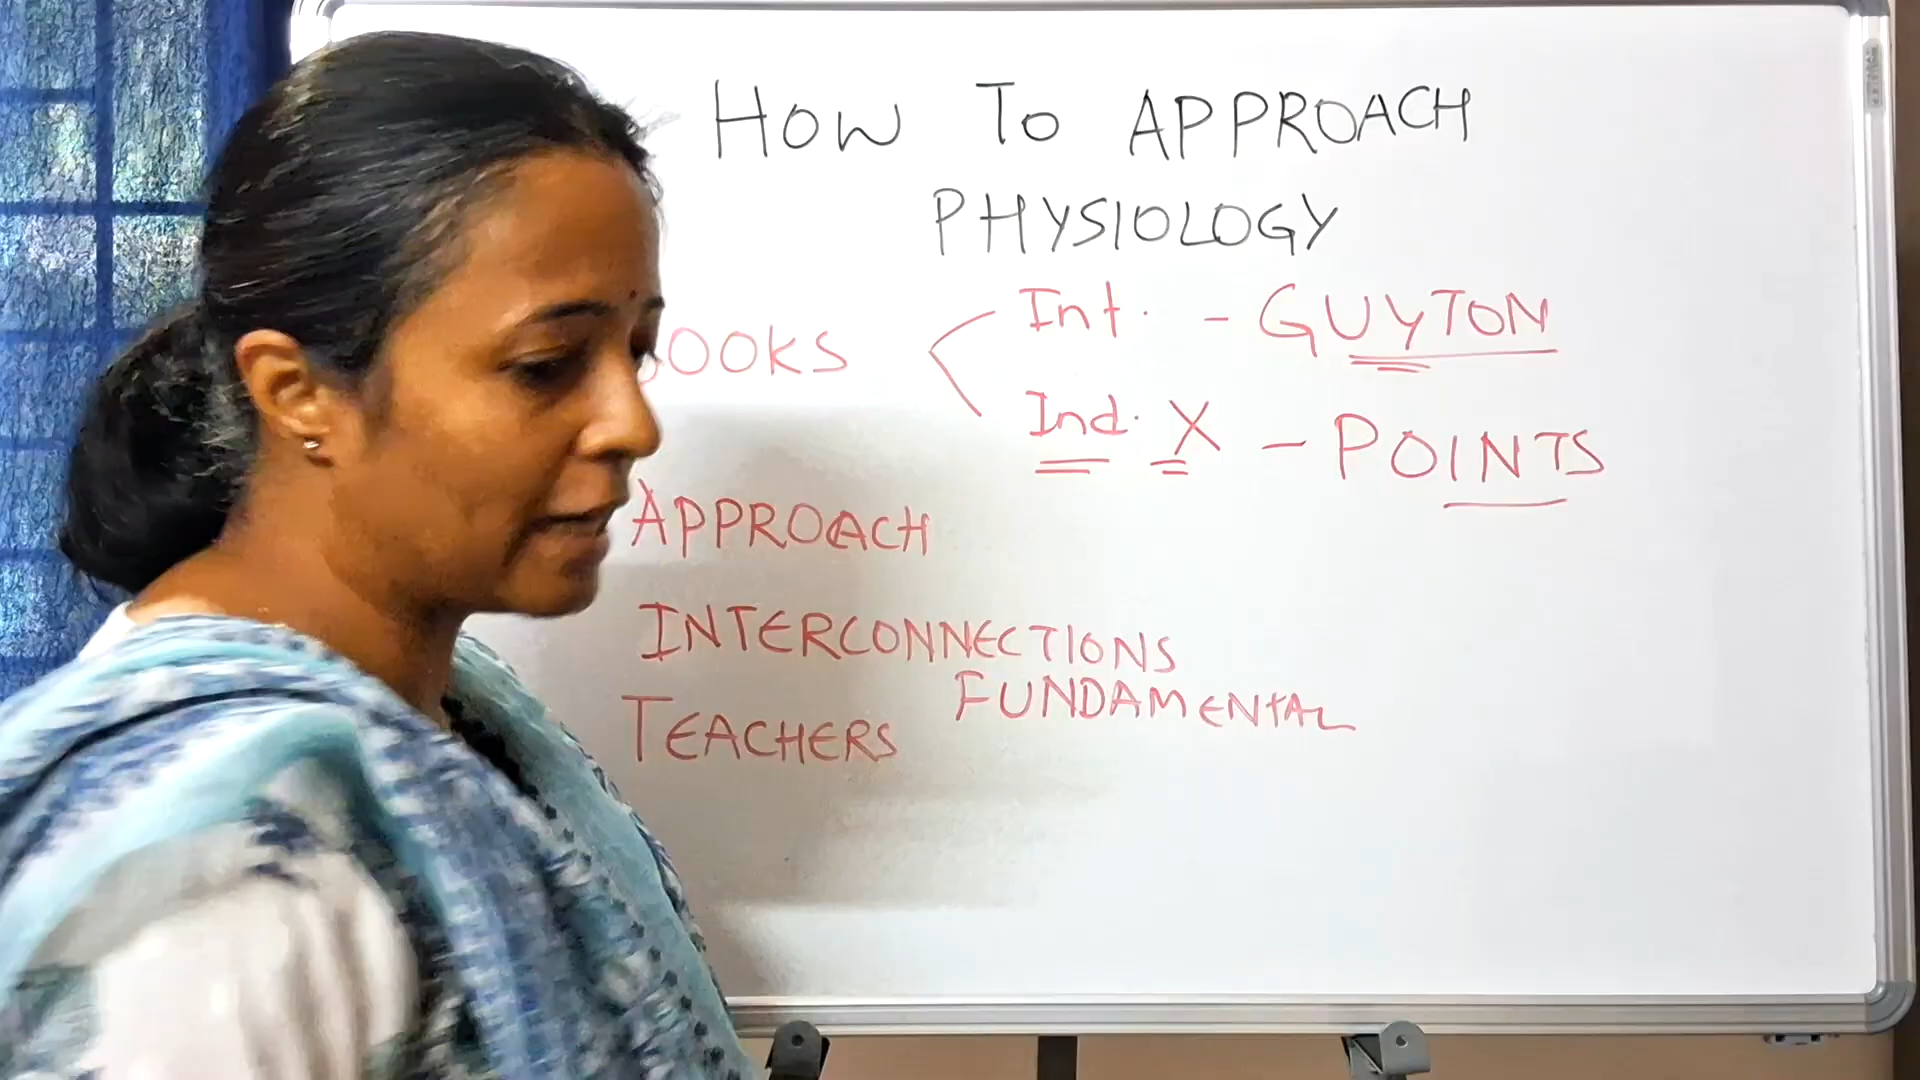 HOW TO APPROACH
PHYSIOLOGY
Int. - GUYTON
OOKS
Ind. X - POINTS
APPROACH
INTERCONNECTIONS
FUNDAMENTAL
TEACHERS